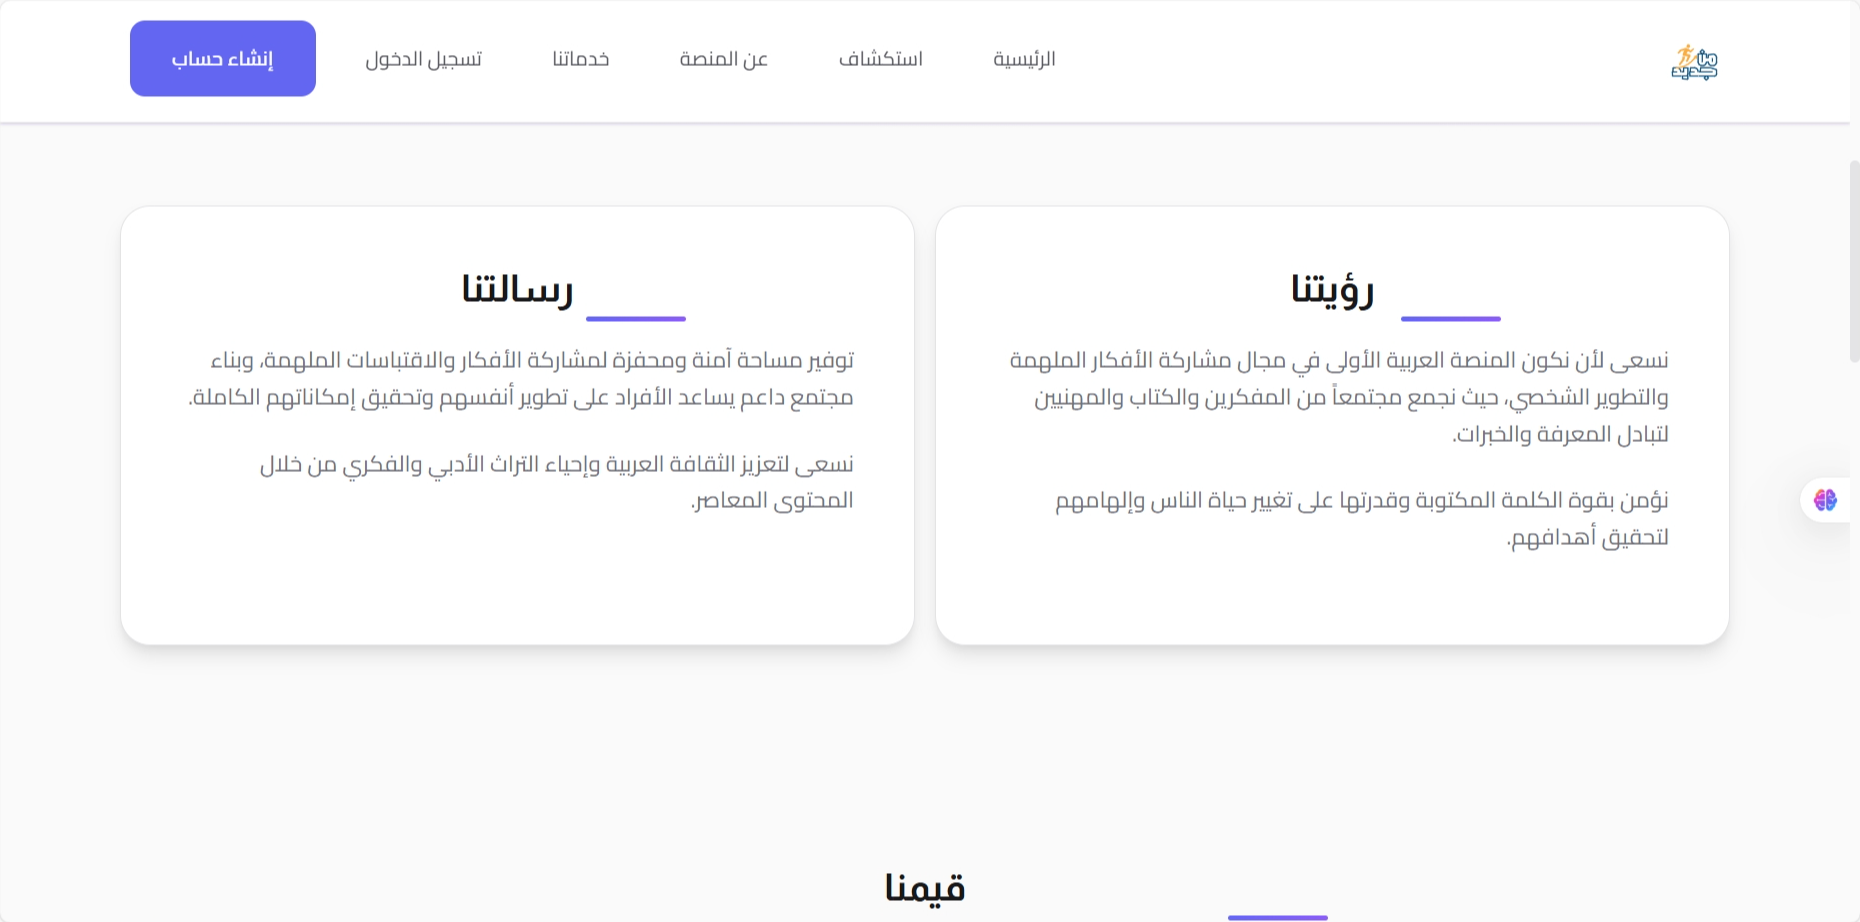 من
جديد
الرئيسية
استكشاف
عن المنصة
خدماتنا
تسجيل الدخول
إنشاء حساب
رؤيتنا
نسعى لأن نكون المنصة العربية الأولى في مجال مشاركة الأفكار الملهمة
والتطوير الشخصي، حيث نجمع مجتمعاً من المفكرين والكتاب والمهنيين
لتبادل المعرفة والخبرات.
نؤمن بقوة الكلمة المكتوبة وقدرتها على تغيير حياة الناس وإلهامهم
لتحقيق أهدافهم.
رسالتنا
توفير مساحة آمنة ومحفزة لمشاركة الأفكار والاقتباسات الملهمة، وبناء
مجتمع داعم يساعد الأفراد على تطوير أنفسهم وتحقيق إمكاناتهم الكاملة.
نسعى لتعزيز الثقافة العربية وإحياء التراث الأدبي والفكري من خلال
المحتوى المعاصر.
قيمنا